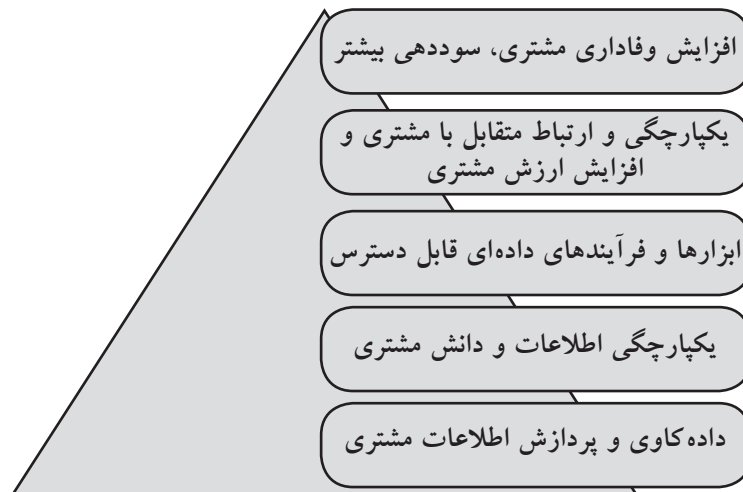 افزایش وفاداری مشتری، سوددهی بیشتر
یکپارچگی و ارتباط متقابل با مشتری و
افزایش ارزش مشتری
ابزارها و فرآیندهای داده‌ای قابل دسترس
یکپارچگی اطلاعات و دانش مشتری
داده‌کاوی و پردازش اطلاعات مشتری